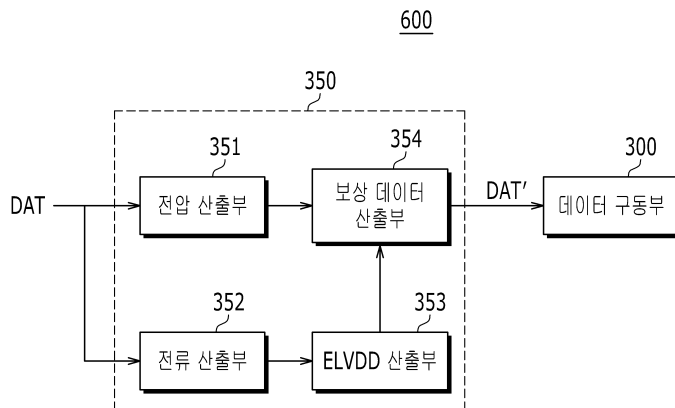 600
350
351
354
300
DAT
전압 산출부
보상 데이터
산출부
DAT'
데이터 구동부
352
353
전류 산출부
ELVDD 산출부